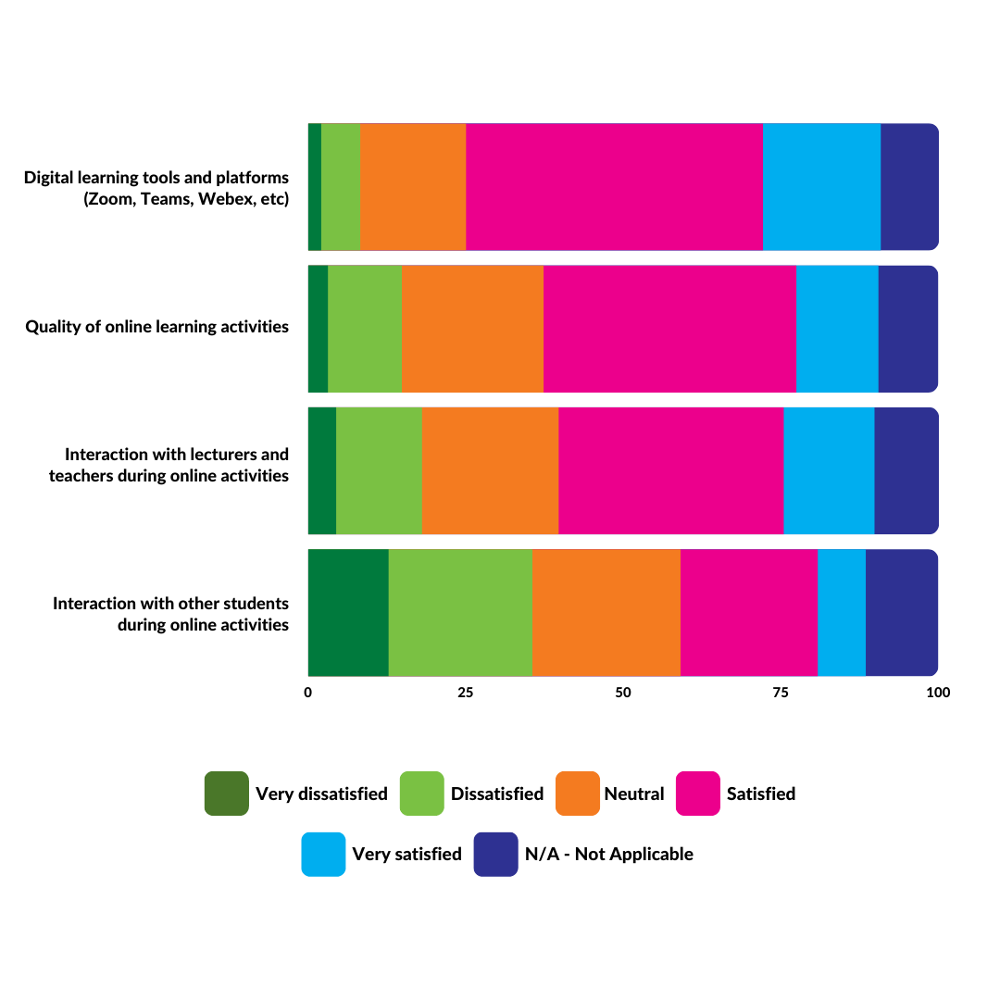 Digital learning tools and platforms
(Zoom, Teams, Webex, etc)
Quality of online learning activities
Interaction with lecturers and
teachers during online activities
Interaction with other students
during online activities
0 25 50 75 100
Very dissatisfied Dissatisfied Neutral Satisfied
Very satisfied N/A - Not Applicable